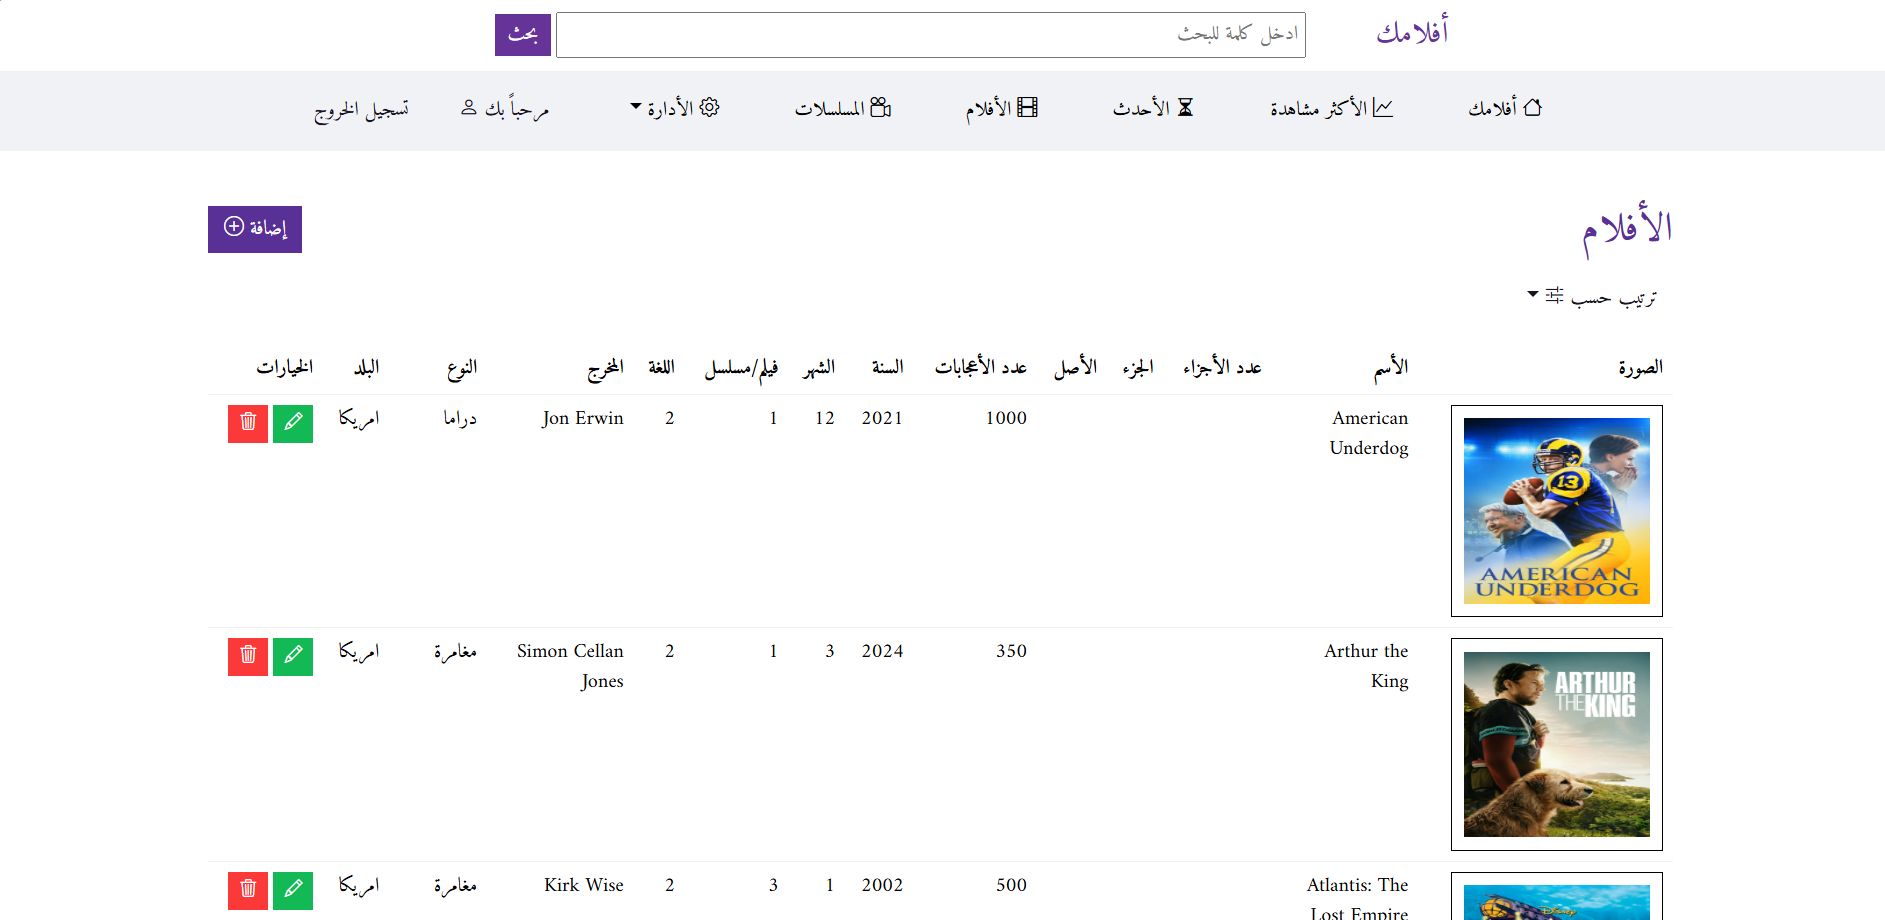 أفلامك
ادخل كلمة للبحث
بحث
أفلامك
الأكثر مشاهدة
الأحدث
الأفلام
المسلسلات
الأدارة
مرحباً بك
تسجيل الخروج
الأفلام
إضافة
ترتيب حسب
الصورة الأسم عدد الأجزاء الجزء الأصل عدد الأعجابات السنة الشهر فيلم/مسلسل اللغة المخرج النوع البلد الخيارات
AMERICAN
UNDERDOG
13
American
Underdog
1000
2021
12
1
2
Jon Erwin
دراما
امريكا
ARTHUR
THE KING
Arthur the
King
350
2024
3
1
2
Simon Cellan
Jones
مغامرة
امريكا
Disney
Atlantis: The
Lost Empire
500
2002
1
3
2
Kirk Wise
مغامرة
امريكا